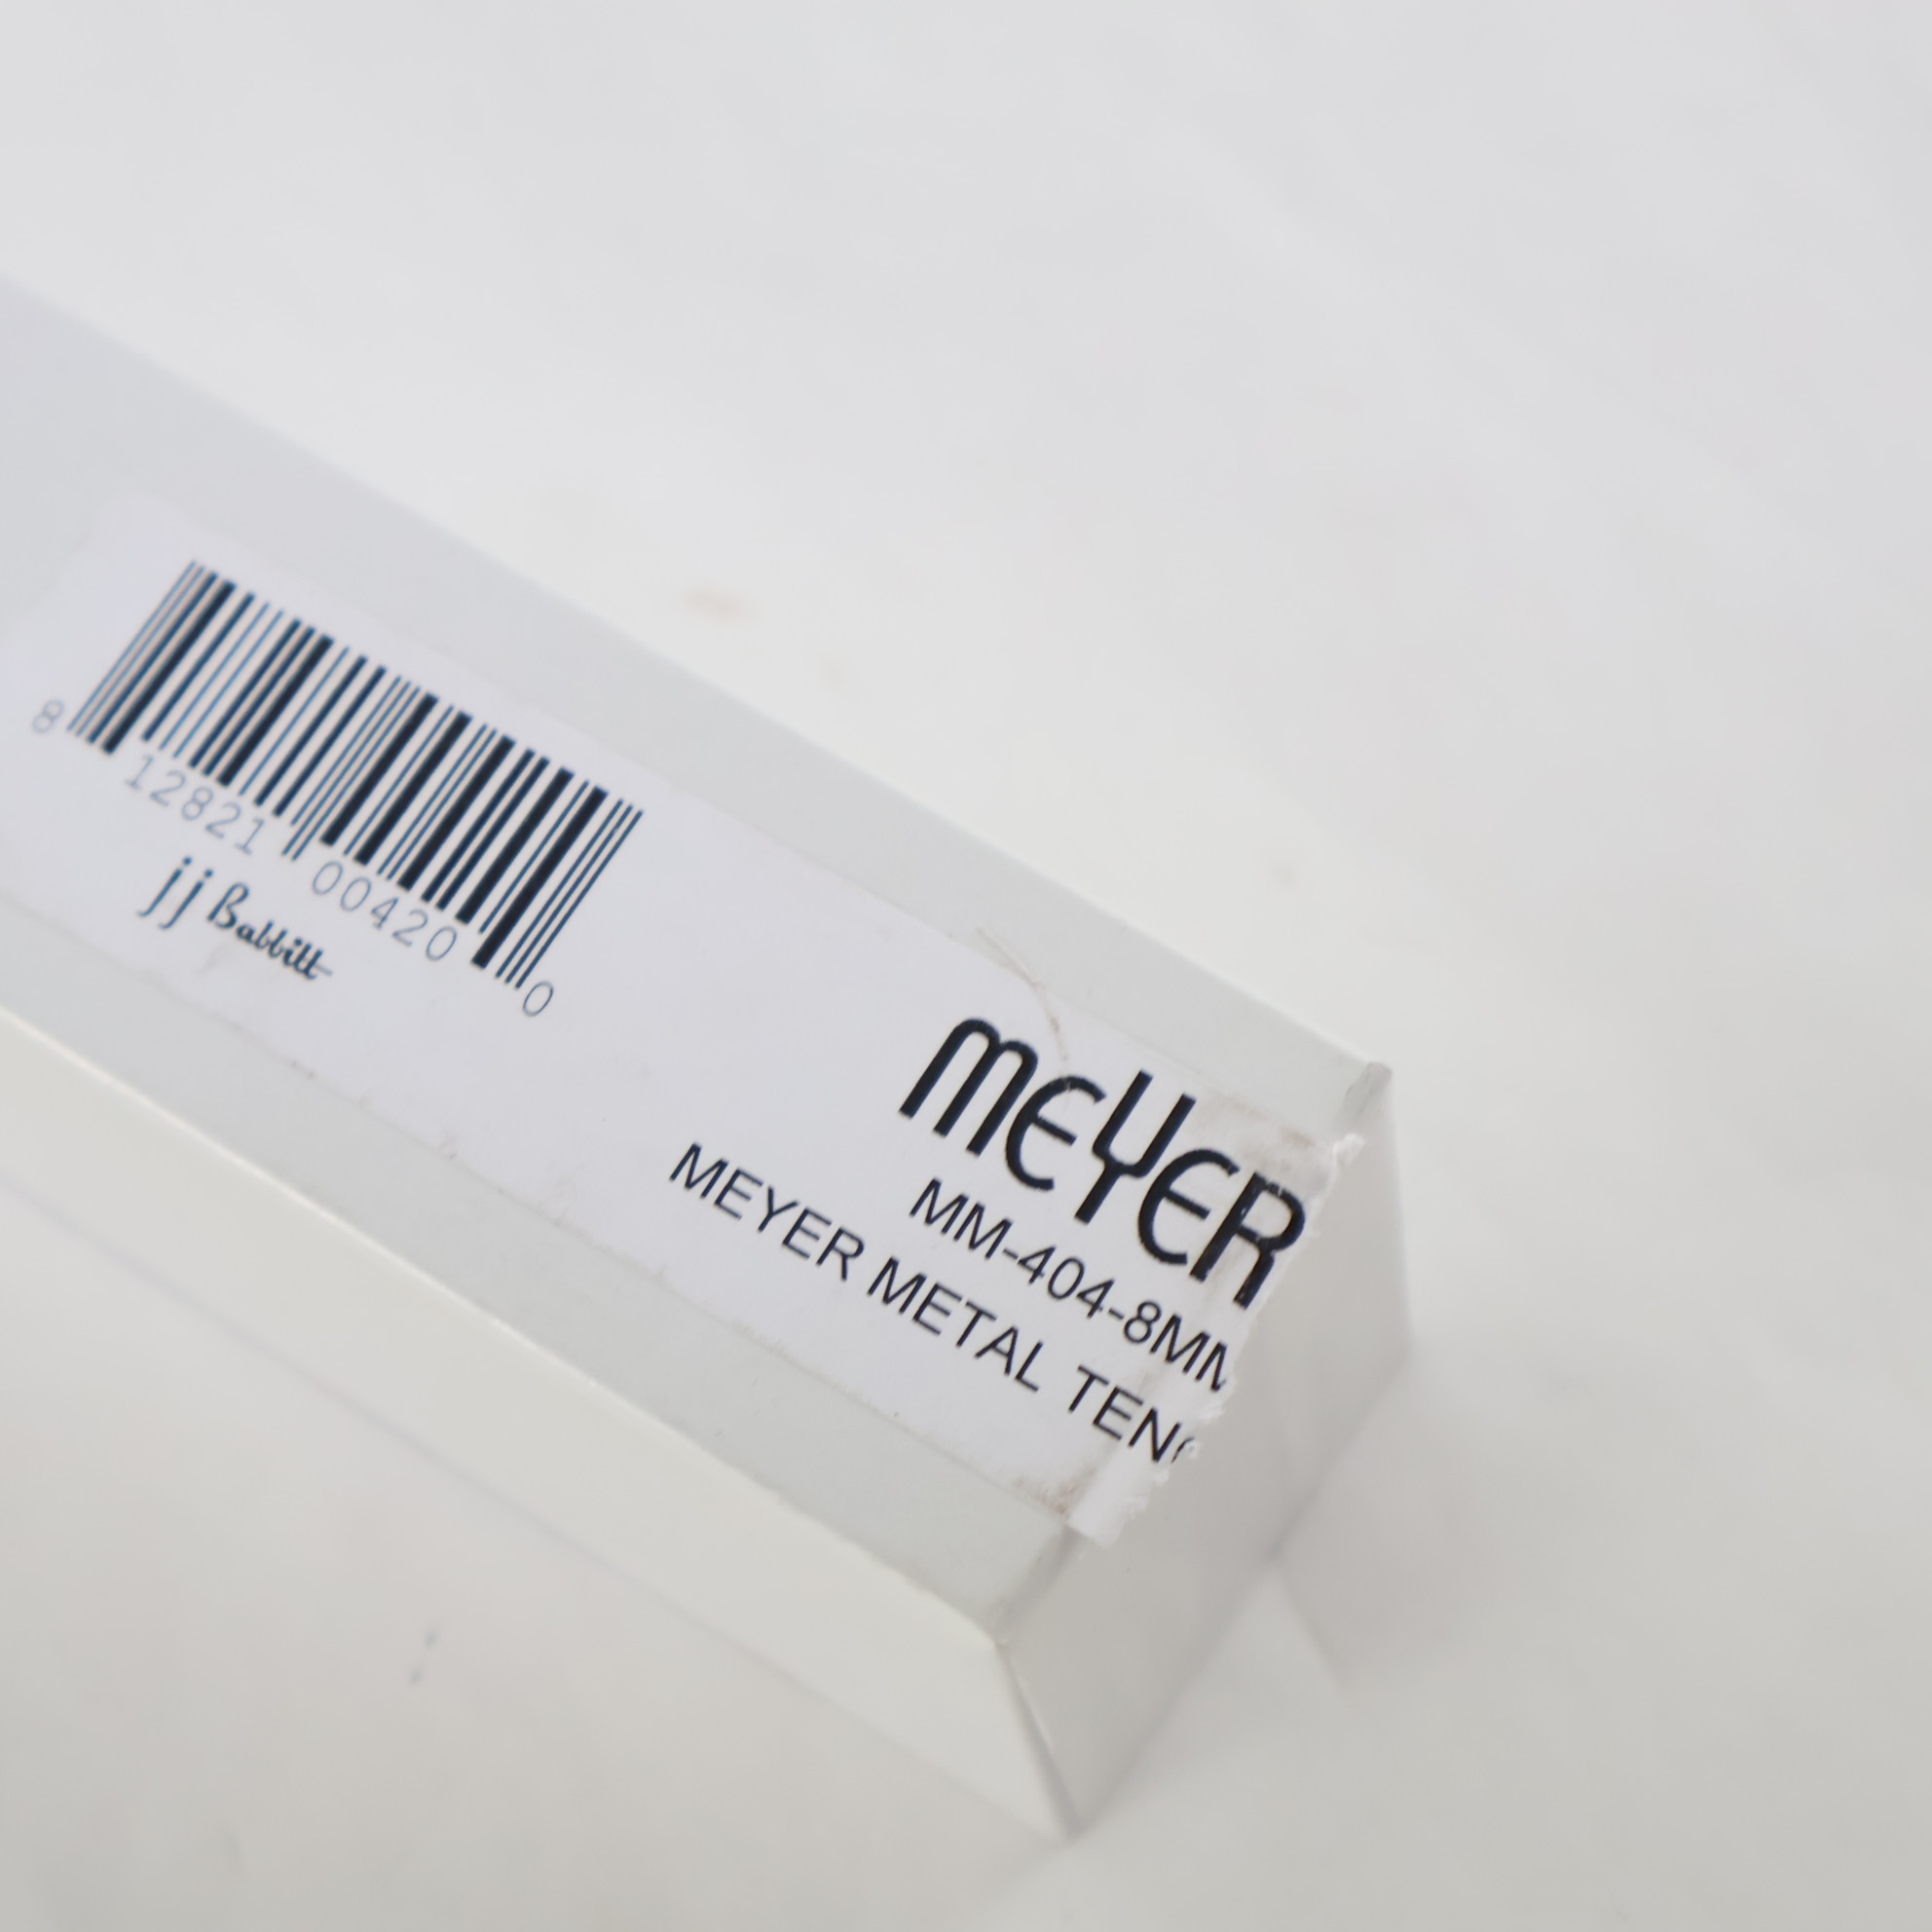 8 12821 00420 0
jj Babbitt
MEYER
MM-404-8MM
MEYER METAL TEN